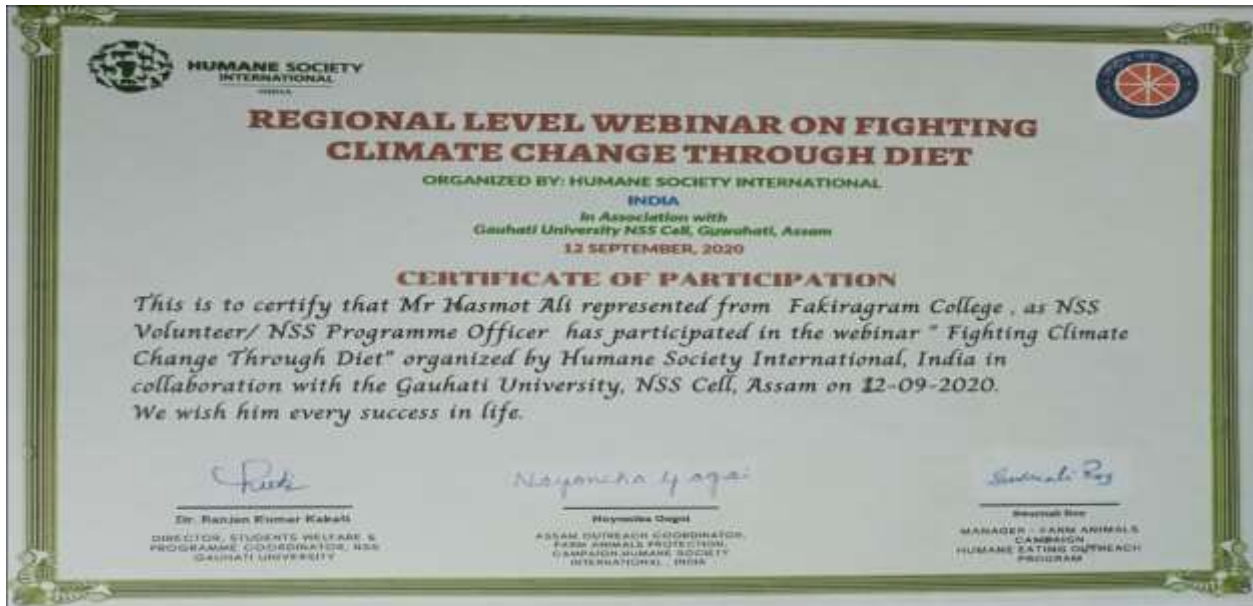 HUMANE SOCIETY
INTERNATIONAL
INDIA
REGIONAL LEVEL WEBINAR ON FIGHTING
CLIMATE CHANGE THROUGH DIET
ORGANIZED BY: HUMANE SOCIETY INTERNATIONAL
INDIA
In Association with
Gauhati University NSS Cell, Guwahati, Assam
12 SEPTEMBER, 2020
CERTIFICATE OF PARTICIPATION
This is to certify that Mr Hasmot Ali represented from Fakiragram College , as NSS
Volunteer/ NSS Programme Officer has participated in the webinar " Fighting Climate
Change Through Diet" organized by Humane Society International, India in
collaboration with the Gauhati University, NSS Cell, Assam on 12-09-2020.
We wish him every success in life.
Dr. Ranjan Kumar Kakati
DIRECTOR, STUDENTS WELFARE &
PROGRAMME COORDINATOR, NSS
GAUHATI UNIVERSITY
Gogoi
ASSAM OUTREACH COORDINATOR,
FARM ANIMALS PROTECTION,
CAMPAIGN,HUMANE SOCIETY
INTERNATIONAL , INDIA
MANAGER - FARM ANIMALS
CAMPAIGN
HUMANE EATING OUTREACH
PROGRAM